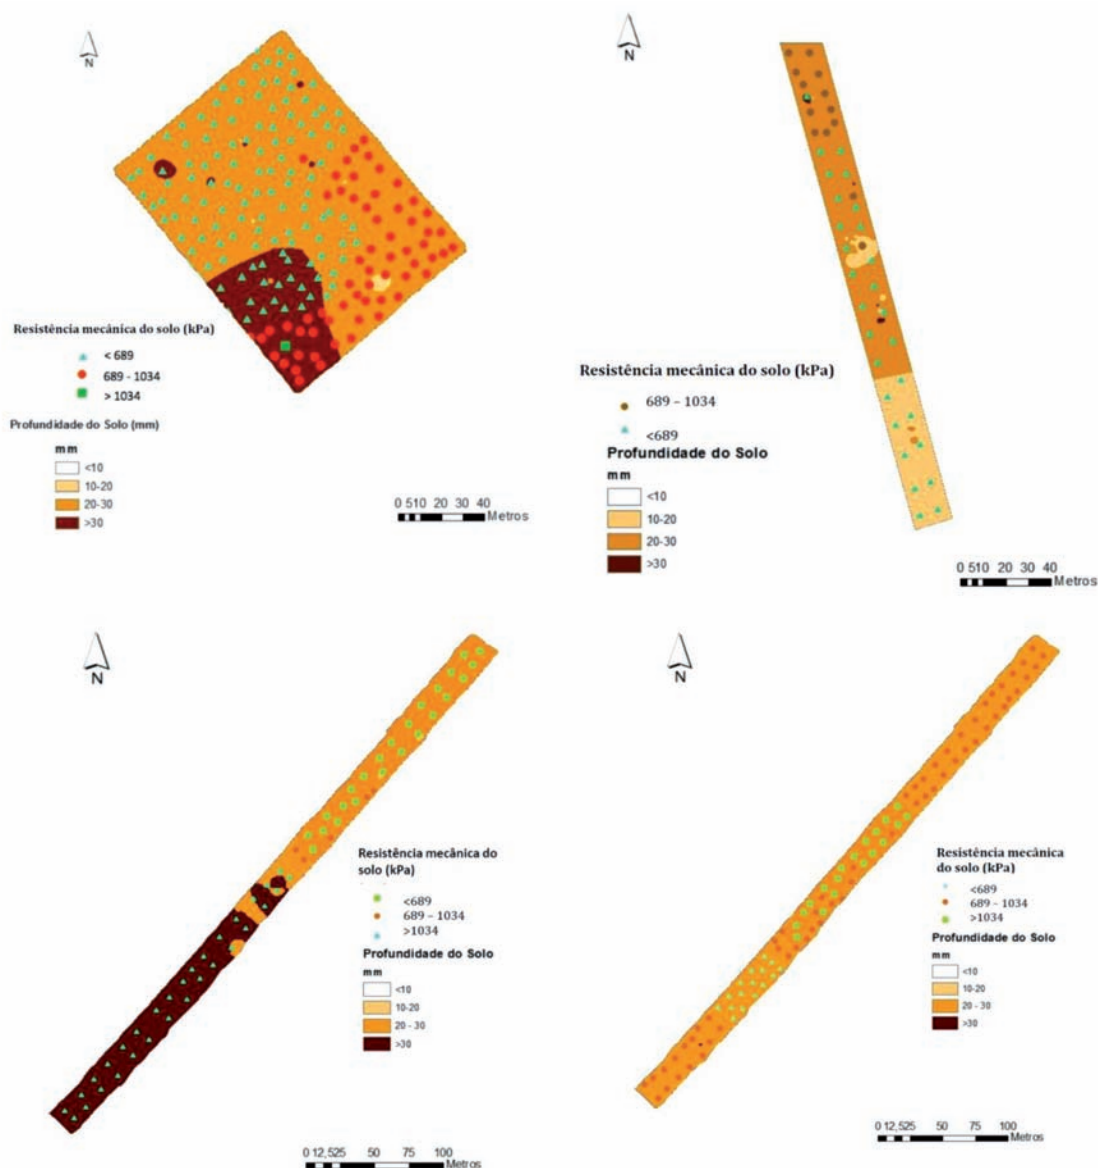 N
Resistência mecânica do solo (kPa)
< 689
689 - 1034
> 1034
Profundidade do Solo (mm)
mm
<10
10-20
20-30
>30
0 510 20 30 40
Metros
N
Resistência mecânica do solo (kPa)
689 – 1034
<689
Profundidade do Solo
mm
<10
10-20
20-30
>30
0 510 20 30 40
Metros
N
Resistência mecânica do
solo (kPa)
<689
689 – 1034
>1034
Profundidade do Solo
mm
<10
10-20
20 - 30
>30
0 12,525 50 75 100
Metros
N
Resistência mecânica
do solo (kPa)
<689
689 – 1034
>1034
Profundidade do Solo
mm
<10
10-20
20 - 30
>30
0 12,525 50 75 100
Metros